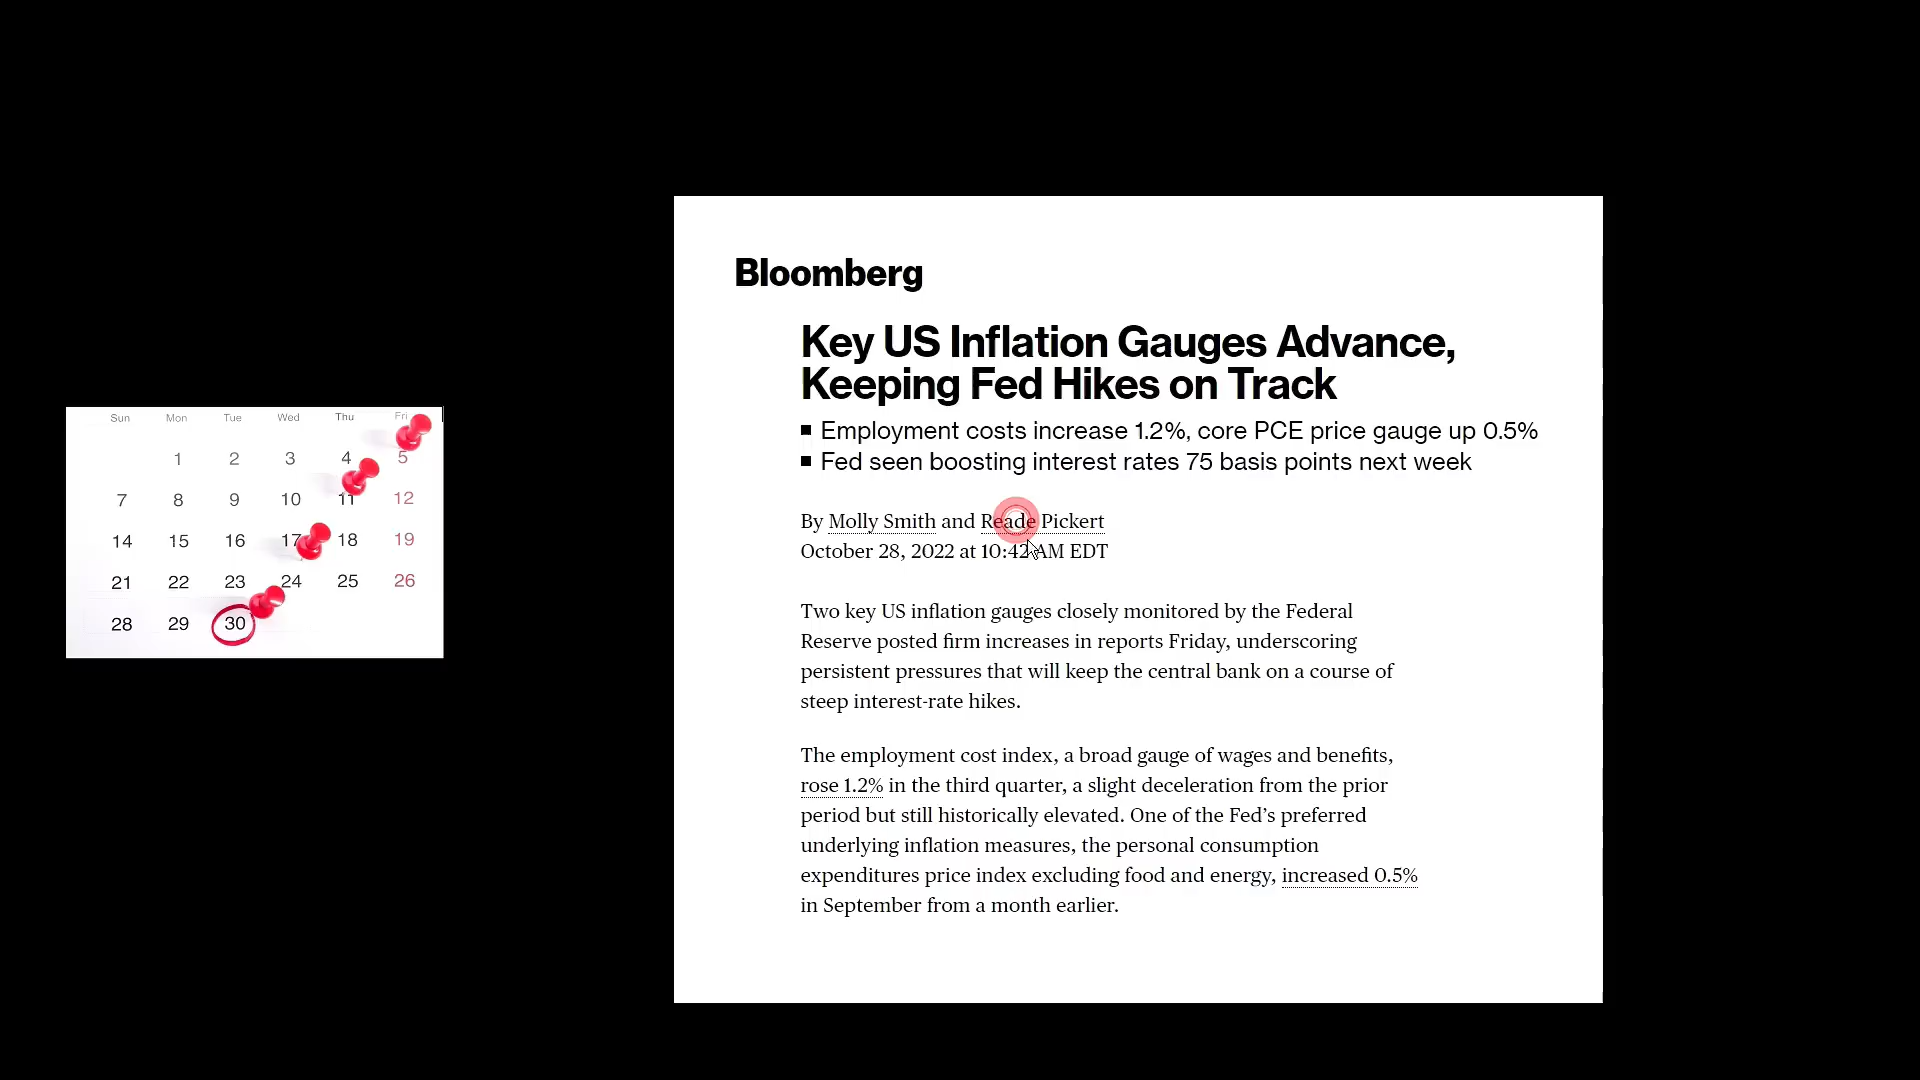 Sun Mon Tue Wed Thu Fri
1 2 3 4 5
7 8 9 10 11 12
14 15 16 17 18 19
21 22 23 24 25 26
28 29 30
Bloomberg
Key US Inflation Gauges Advance,
Keeping Fed Hikes on Track
▪ Employment costs increase 1.2%, core PCE price gauge up 0.5%
▪ Fed seen boosting interest rates 75 basis points next week
By Molly Smith and Reade Pickert
October 28, 2022 at 10:42 AM EDT
Two key US inflation gauges closely monitored by the Federal
Reserve posted firm increases in reports Friday, underscoring
persistent pressures that will keep the central bank on a course of
steep interest-rate hikes.
The employment cost index, a broad gauge of wages and benefits,
rose 1.2% in the third quarter, a slight deceleration from the prior
period but still historically elevated. One of the Fed’s preferred
underlying inflation measures, the personal consumption
expenditures price index excluding food and energy, increased 0.5%
in September from a month earlier.